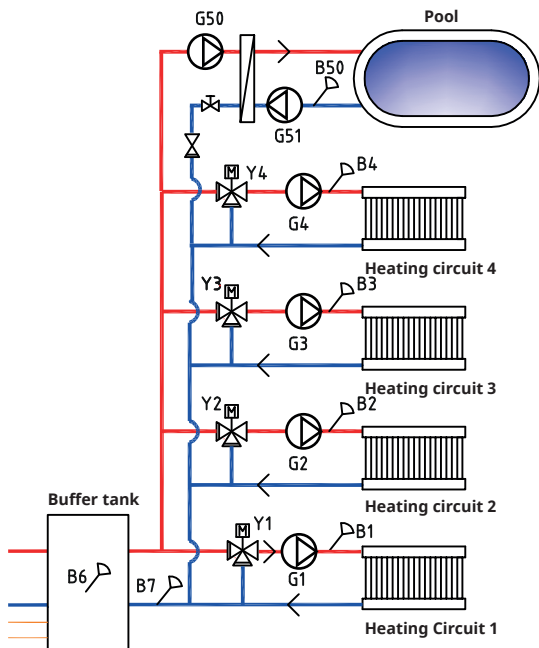 G50
Pool
B50
G51
Y4
M
B4
G4
Heating circuit 4
Y3
M
B3
G3
Heating circuit 3
Y2
M
B2
G2
Heating circuit 2
Buffer tank
Y1
M
B1
G1
B6
B7
Heating Circuit 1